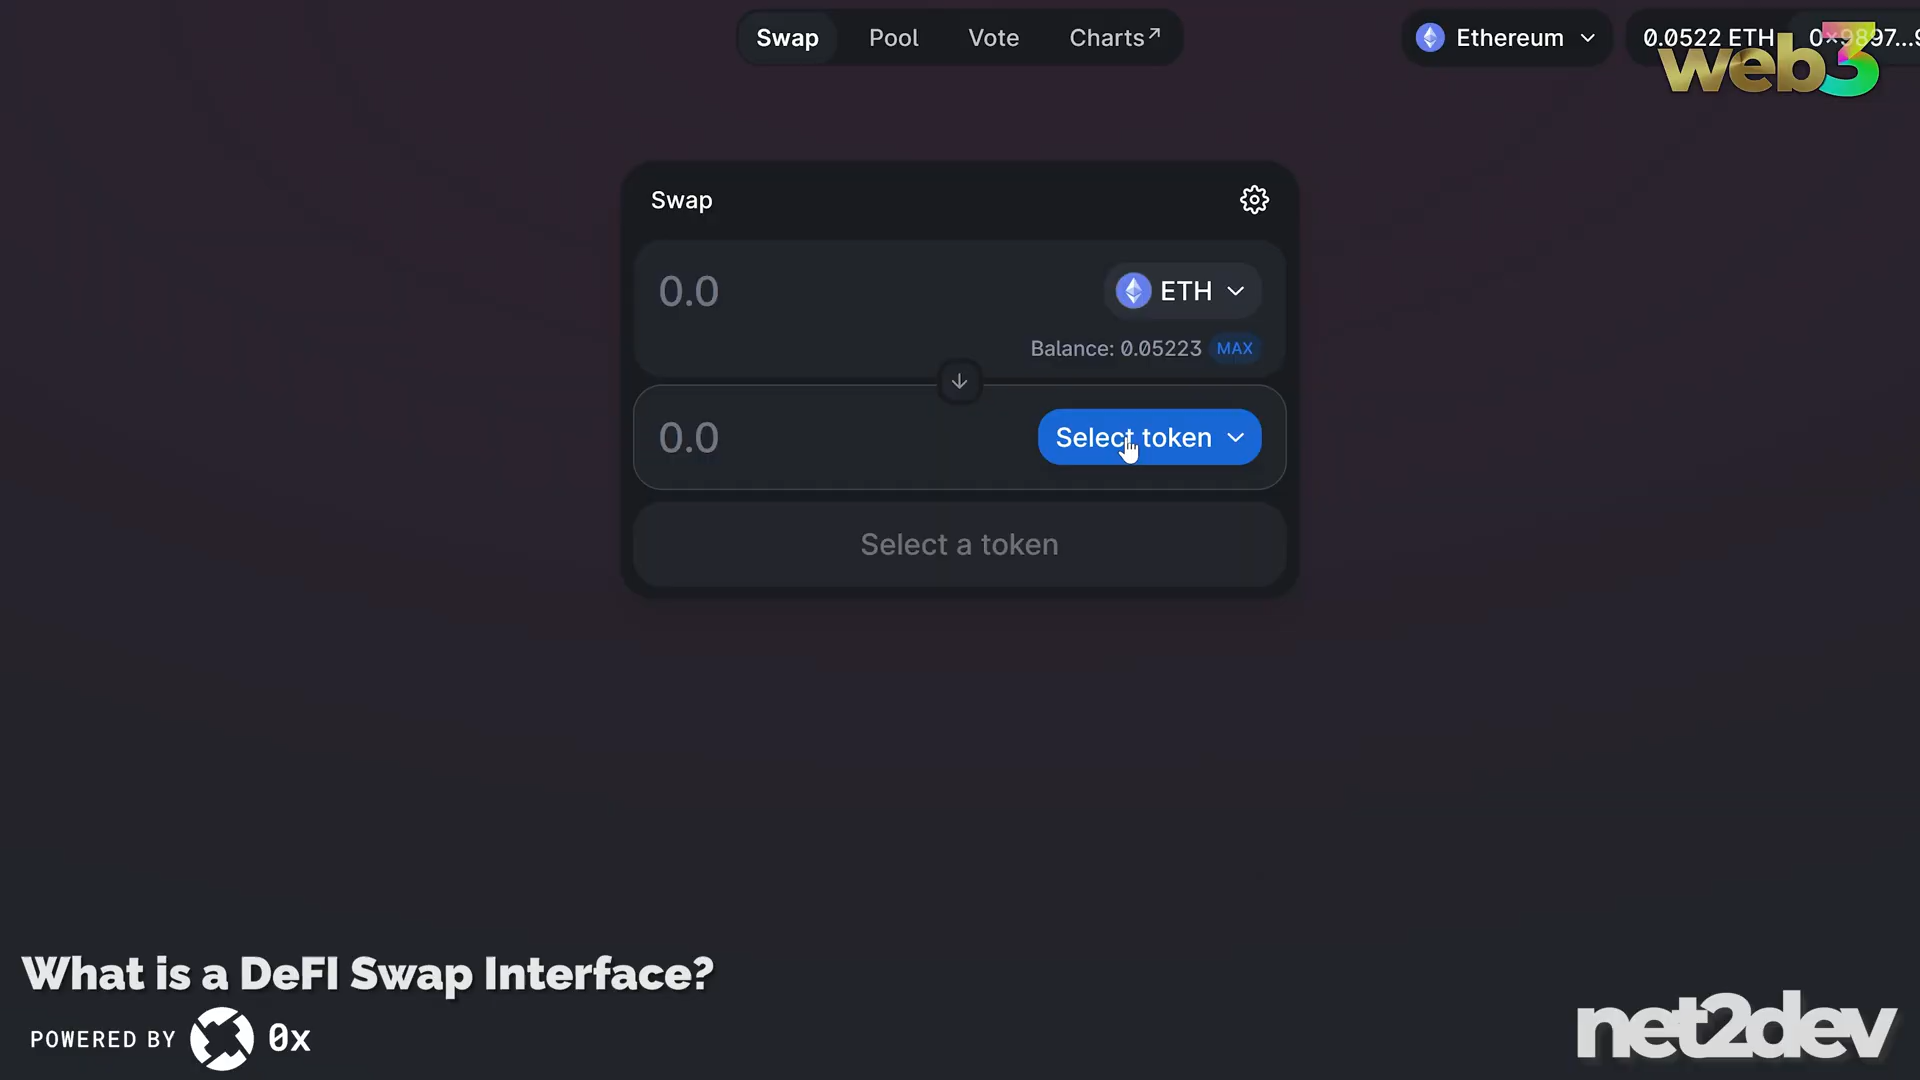 Swap Pool Vote Charts↗ Ethereum 0.0522 ETH
web3
Swap
0.0 ETH
Balance: 0.05223 MAX
0.0 Select token
Select a token
What is a DeFI Swap Interface?
POWERED BY 0x
net2dev